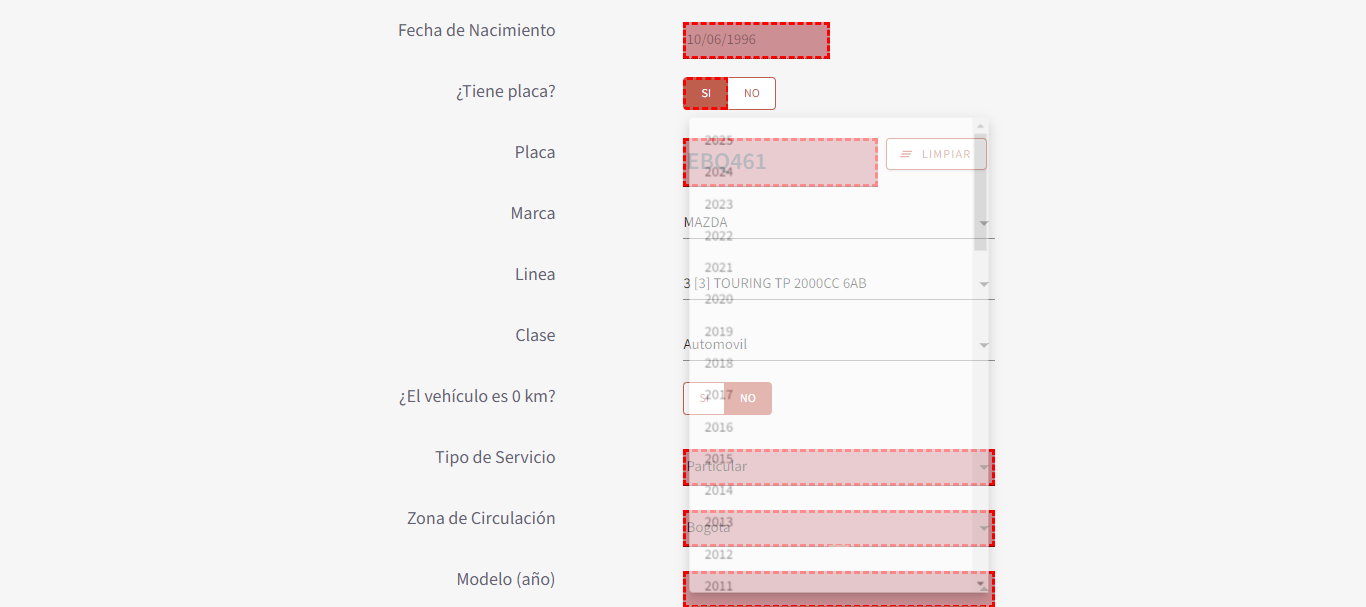 Fecha de Nacimiento
10/06/1996
¿Tiene placa?
SI NO
2025
Placa
EBQ461
LIMPIAR
2024
2023
Marca
MAZDA
2022
2021
Linea
3 [3] TOURING TP 2000CC 6AB
2020
2019
Clase
Automovil
2018
¿El vehículo es 0 km?
SI NO
2017
2016
Tipo de Servicio
2015
Particular
2014
Zona de Circulación
2013
Bogota
2012
Modelo (año)
2011